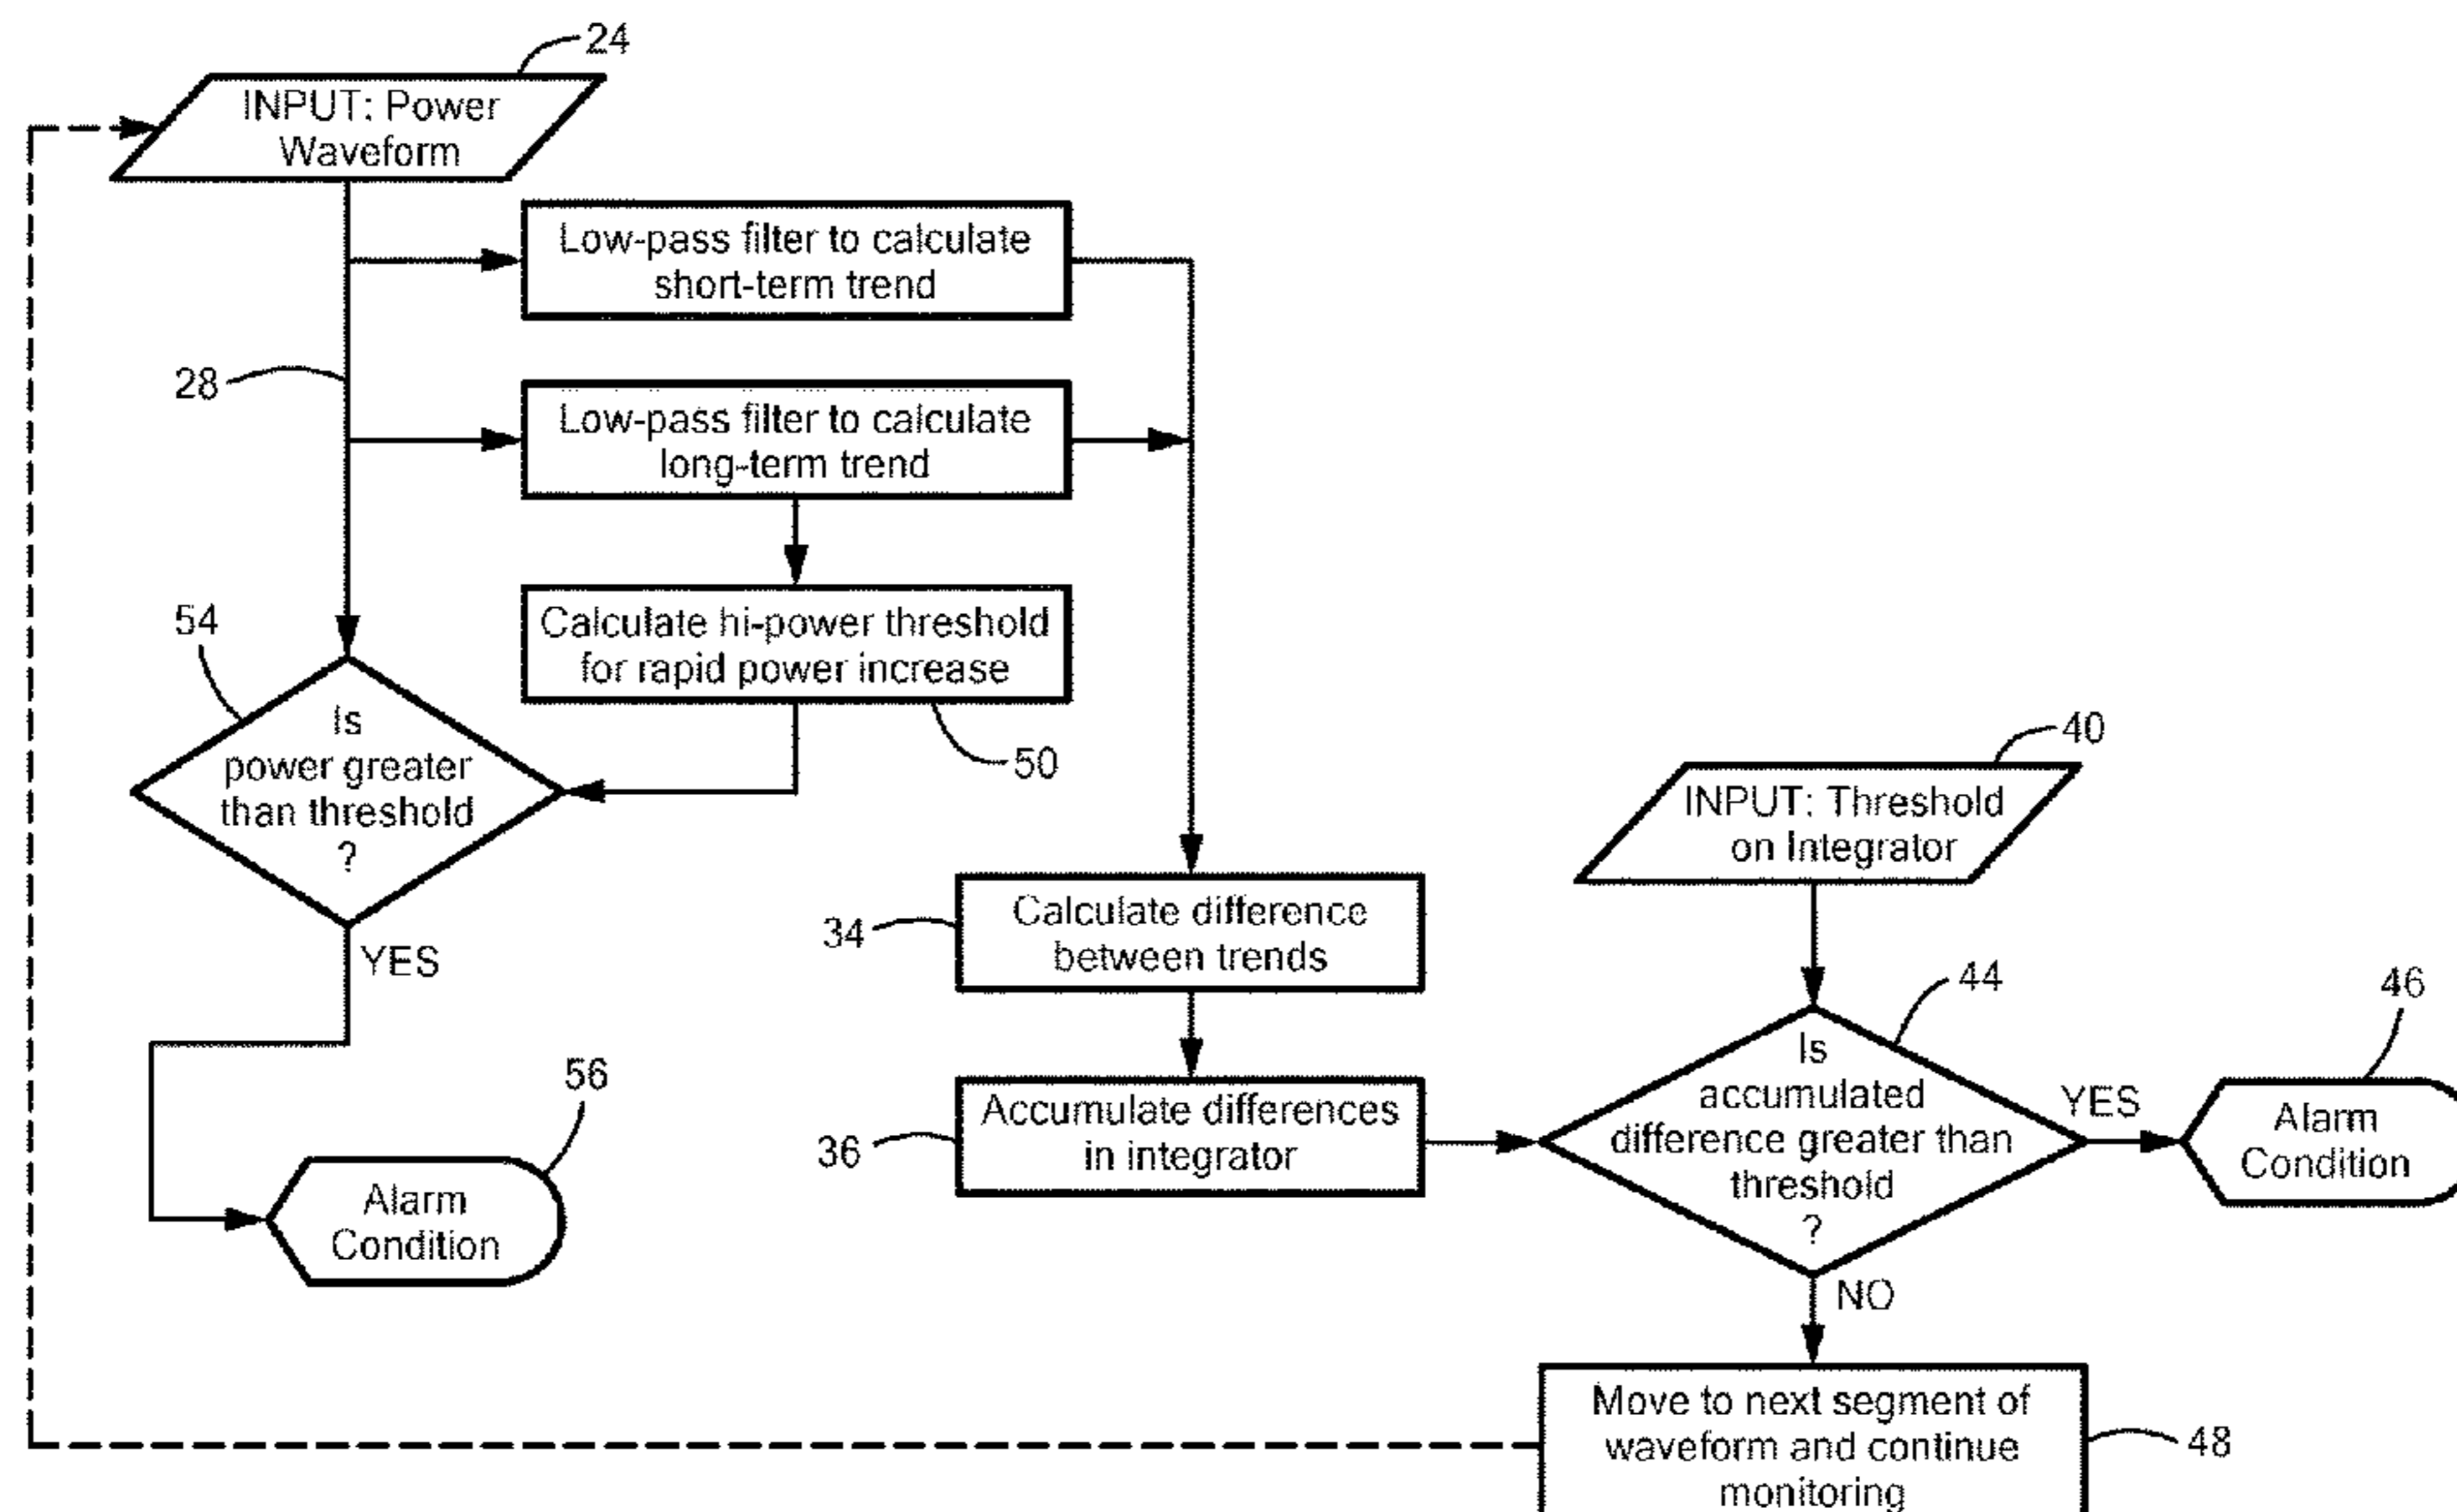 24
INPUT: Power
Waveform
Low-pass filter to calculate
short-term trend
28
Low-pass filter to calculate
long-term trend
Calculate hi-power threshold
for rapid power increase
50
54
Is
power greater
than threshold
?
YES
56
Alarm
Condition
40
INPUT: Threshold
on Integrator
34
Calculate difference
between trends
36
Accumulate differences
in integrator
44
Is
accumulated
difference greater than
threshold
?
YES
46
Alarm
Condition
NO
Move to next segment of
waveform and continue
monitoring
48